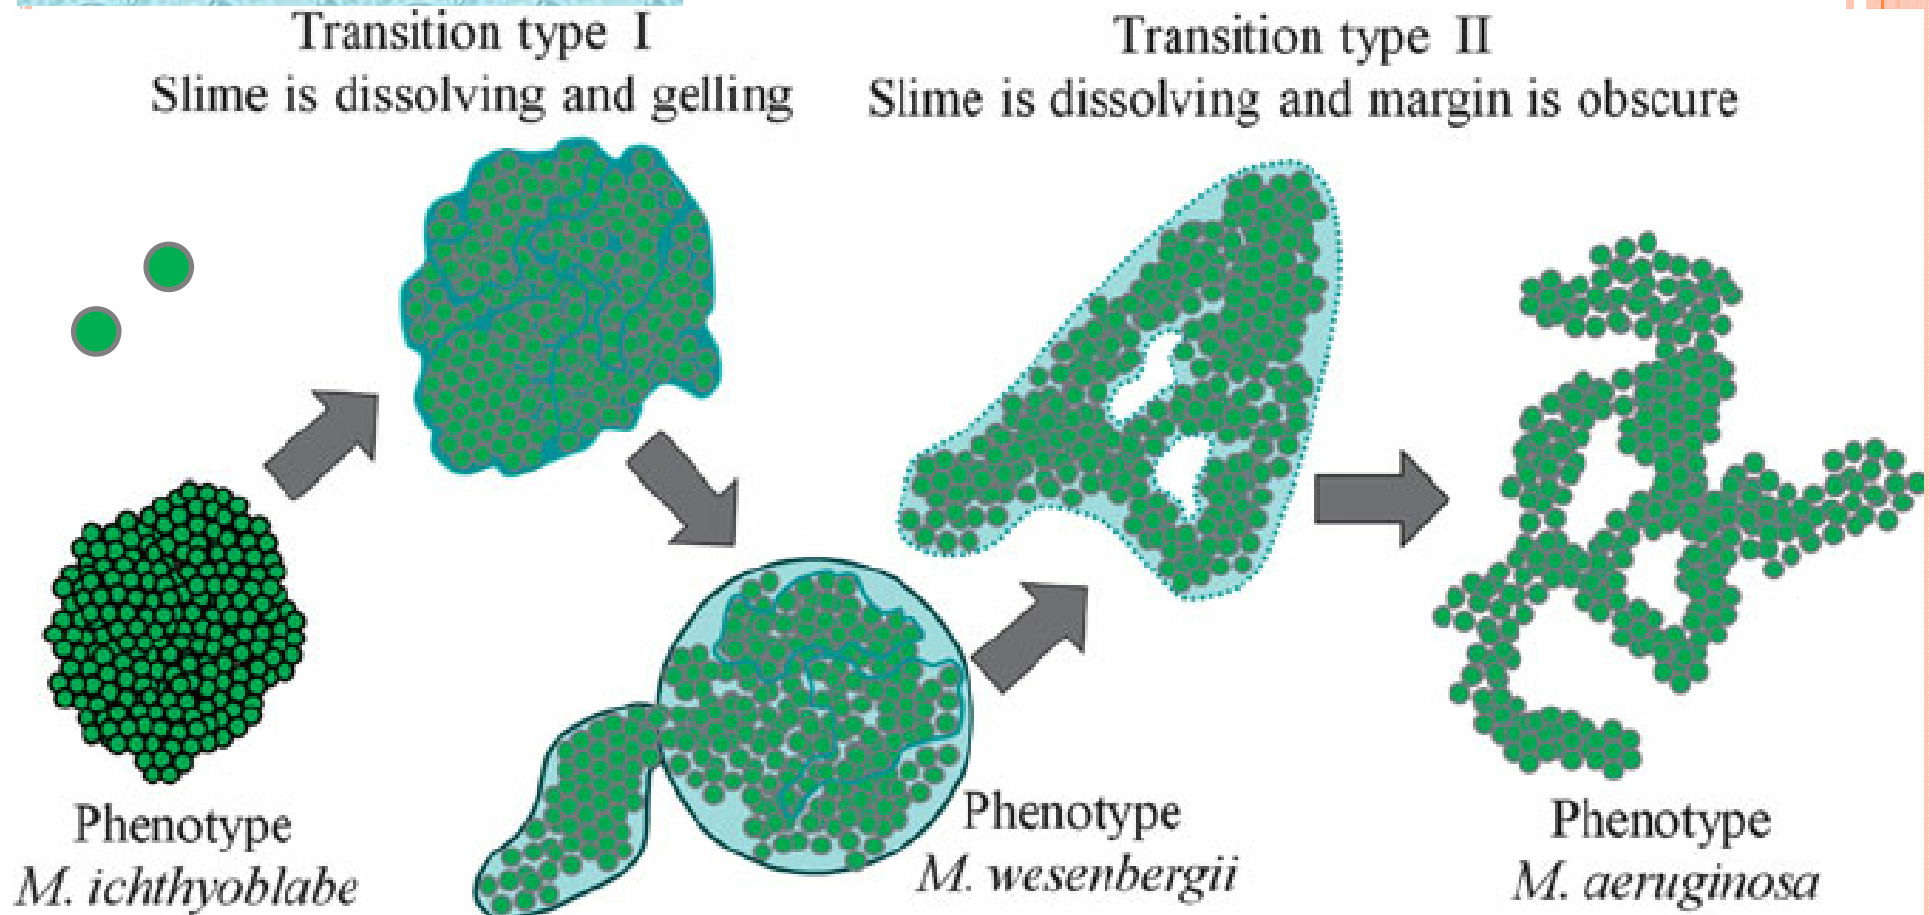 Transition type I
Slime is dissolving and gelling
Transition type II
Slime is dissolving and margin is obscure
Phenotype
M. ichthyoblabe
Phenotype
M. wesenbergii
Phenotype
M. aeruginosa